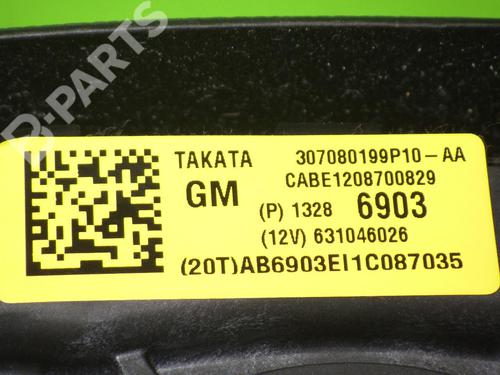 B-PARTS
TAKATA 307080199P10-AA
GM CABE1208700829
(P) 1328 6903
(12V) 631046026
(20T)AB6903EI1C087035